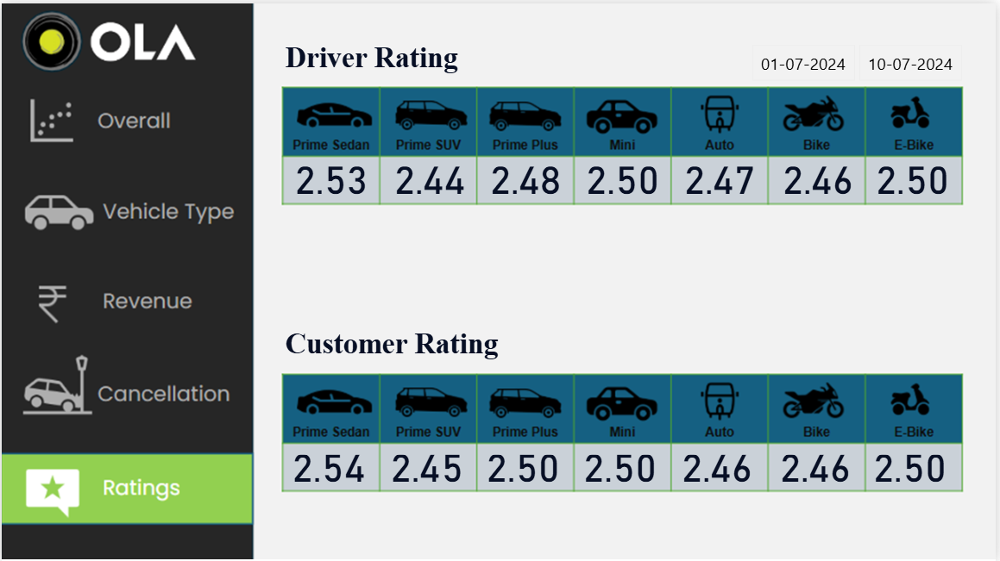 OLA
Overall
Vehicle Type
Revenue
Cancellation
Ratings
Driver Rating
01-07-2024 10-07-2024
Prime Sedan Prime SUV Prime Plus Mini Auto Bike E-Bike
2.53 2.44 2.48 2.50 2.47 2.46 2.50
Customer Rating
Prime Sedan Prime SUV Prime Plus Mini Auto Bike E-Bike
2.54 2.45 2.50 2.50 2.46 2.46 2.50